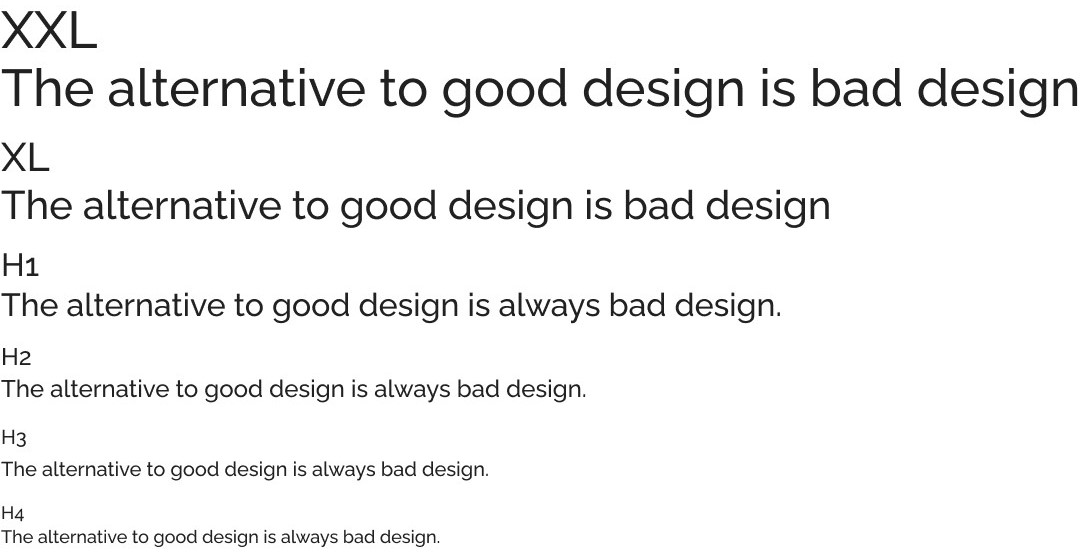 XXL
The alternative to good design is bad design
XL
The alternative to good design is bad design
H1
The alternative to good design is always bad design.
H2
The alternative to good design is always bad design.
H3
The alternative to good design is always bad design.
H4
The alternative to good design is always bad design.